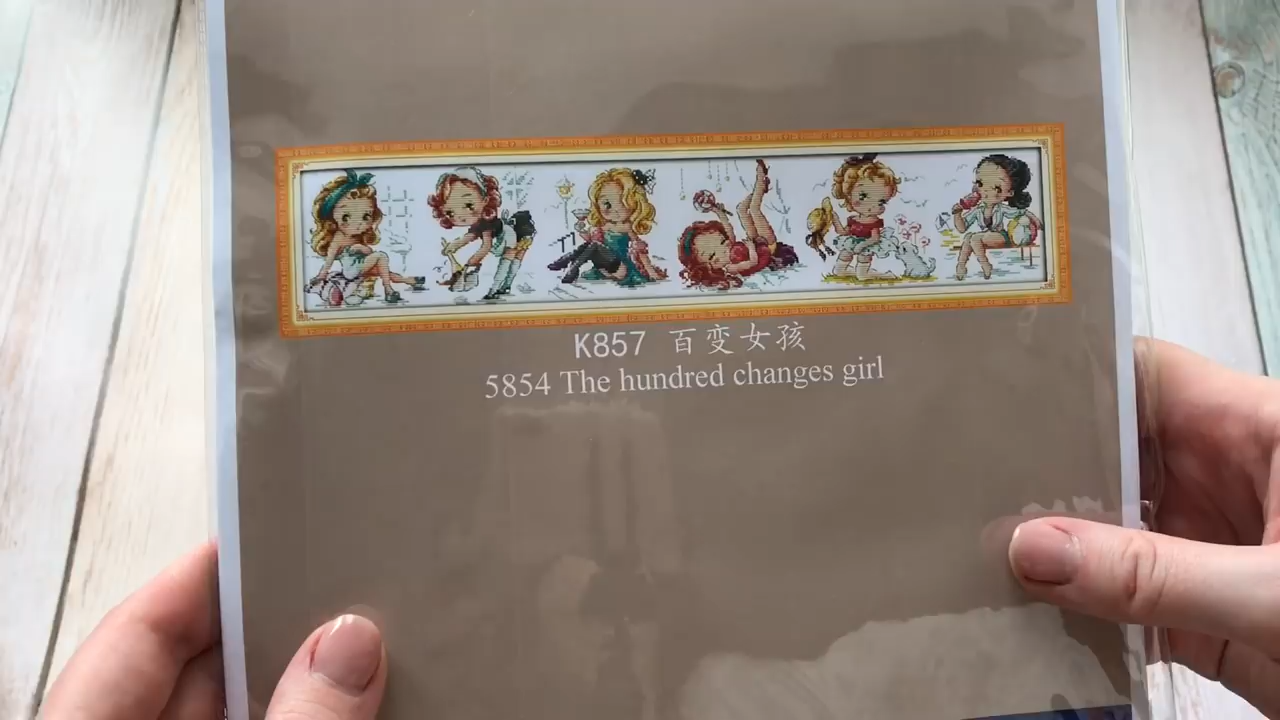 K857 百变女孩
5854 The hundred changes girl